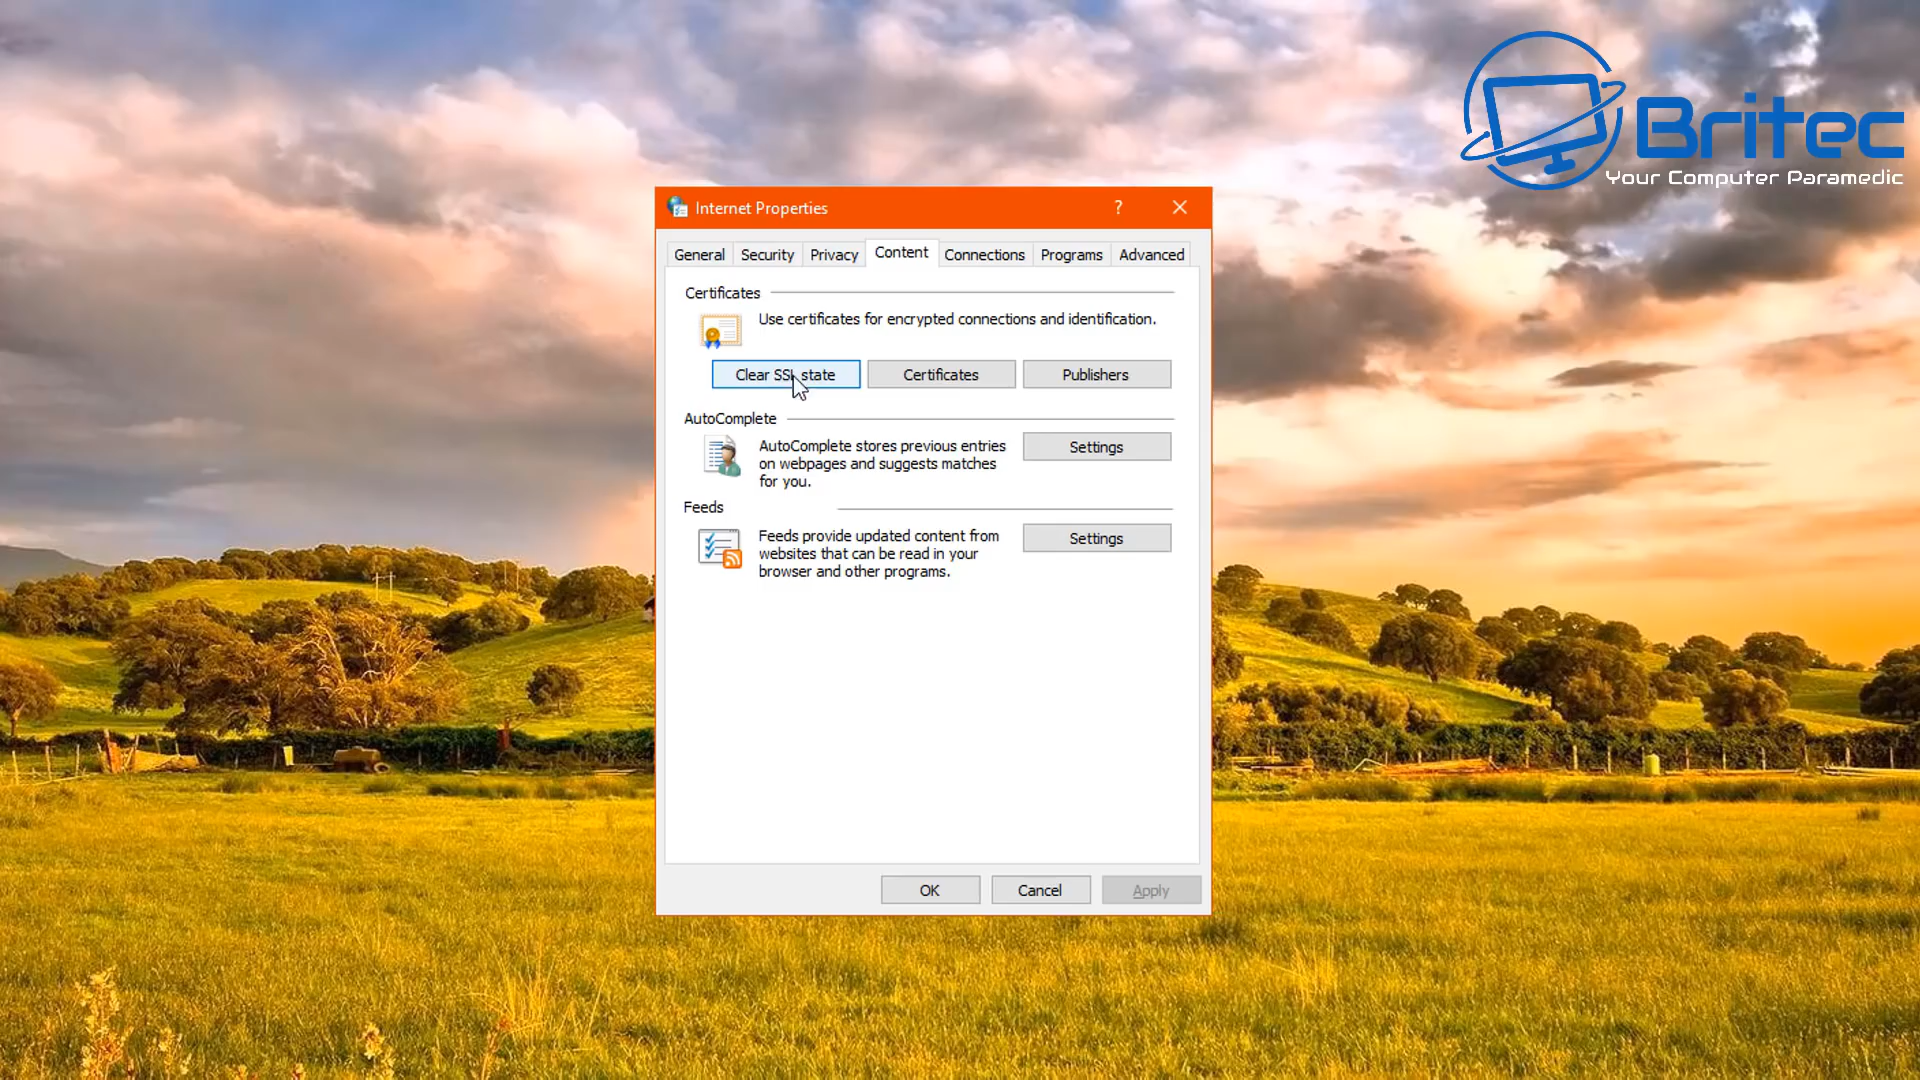 Britec
Your Computer Paramedic
Internet Properties
?
General Security Privacy Content Connections Programs Advanced
Certificates
Use certificates for encrypted connections and identification.
Clear SSL state Certificates Publishers
AutoComplete
AutoComplete stores previous entries
on webpages and suggests matches
for you.
Settings
Feeds
Feeds provide updated content from
websites that can be read in your
browser and other programs.
Settings
OK Cancel Apply